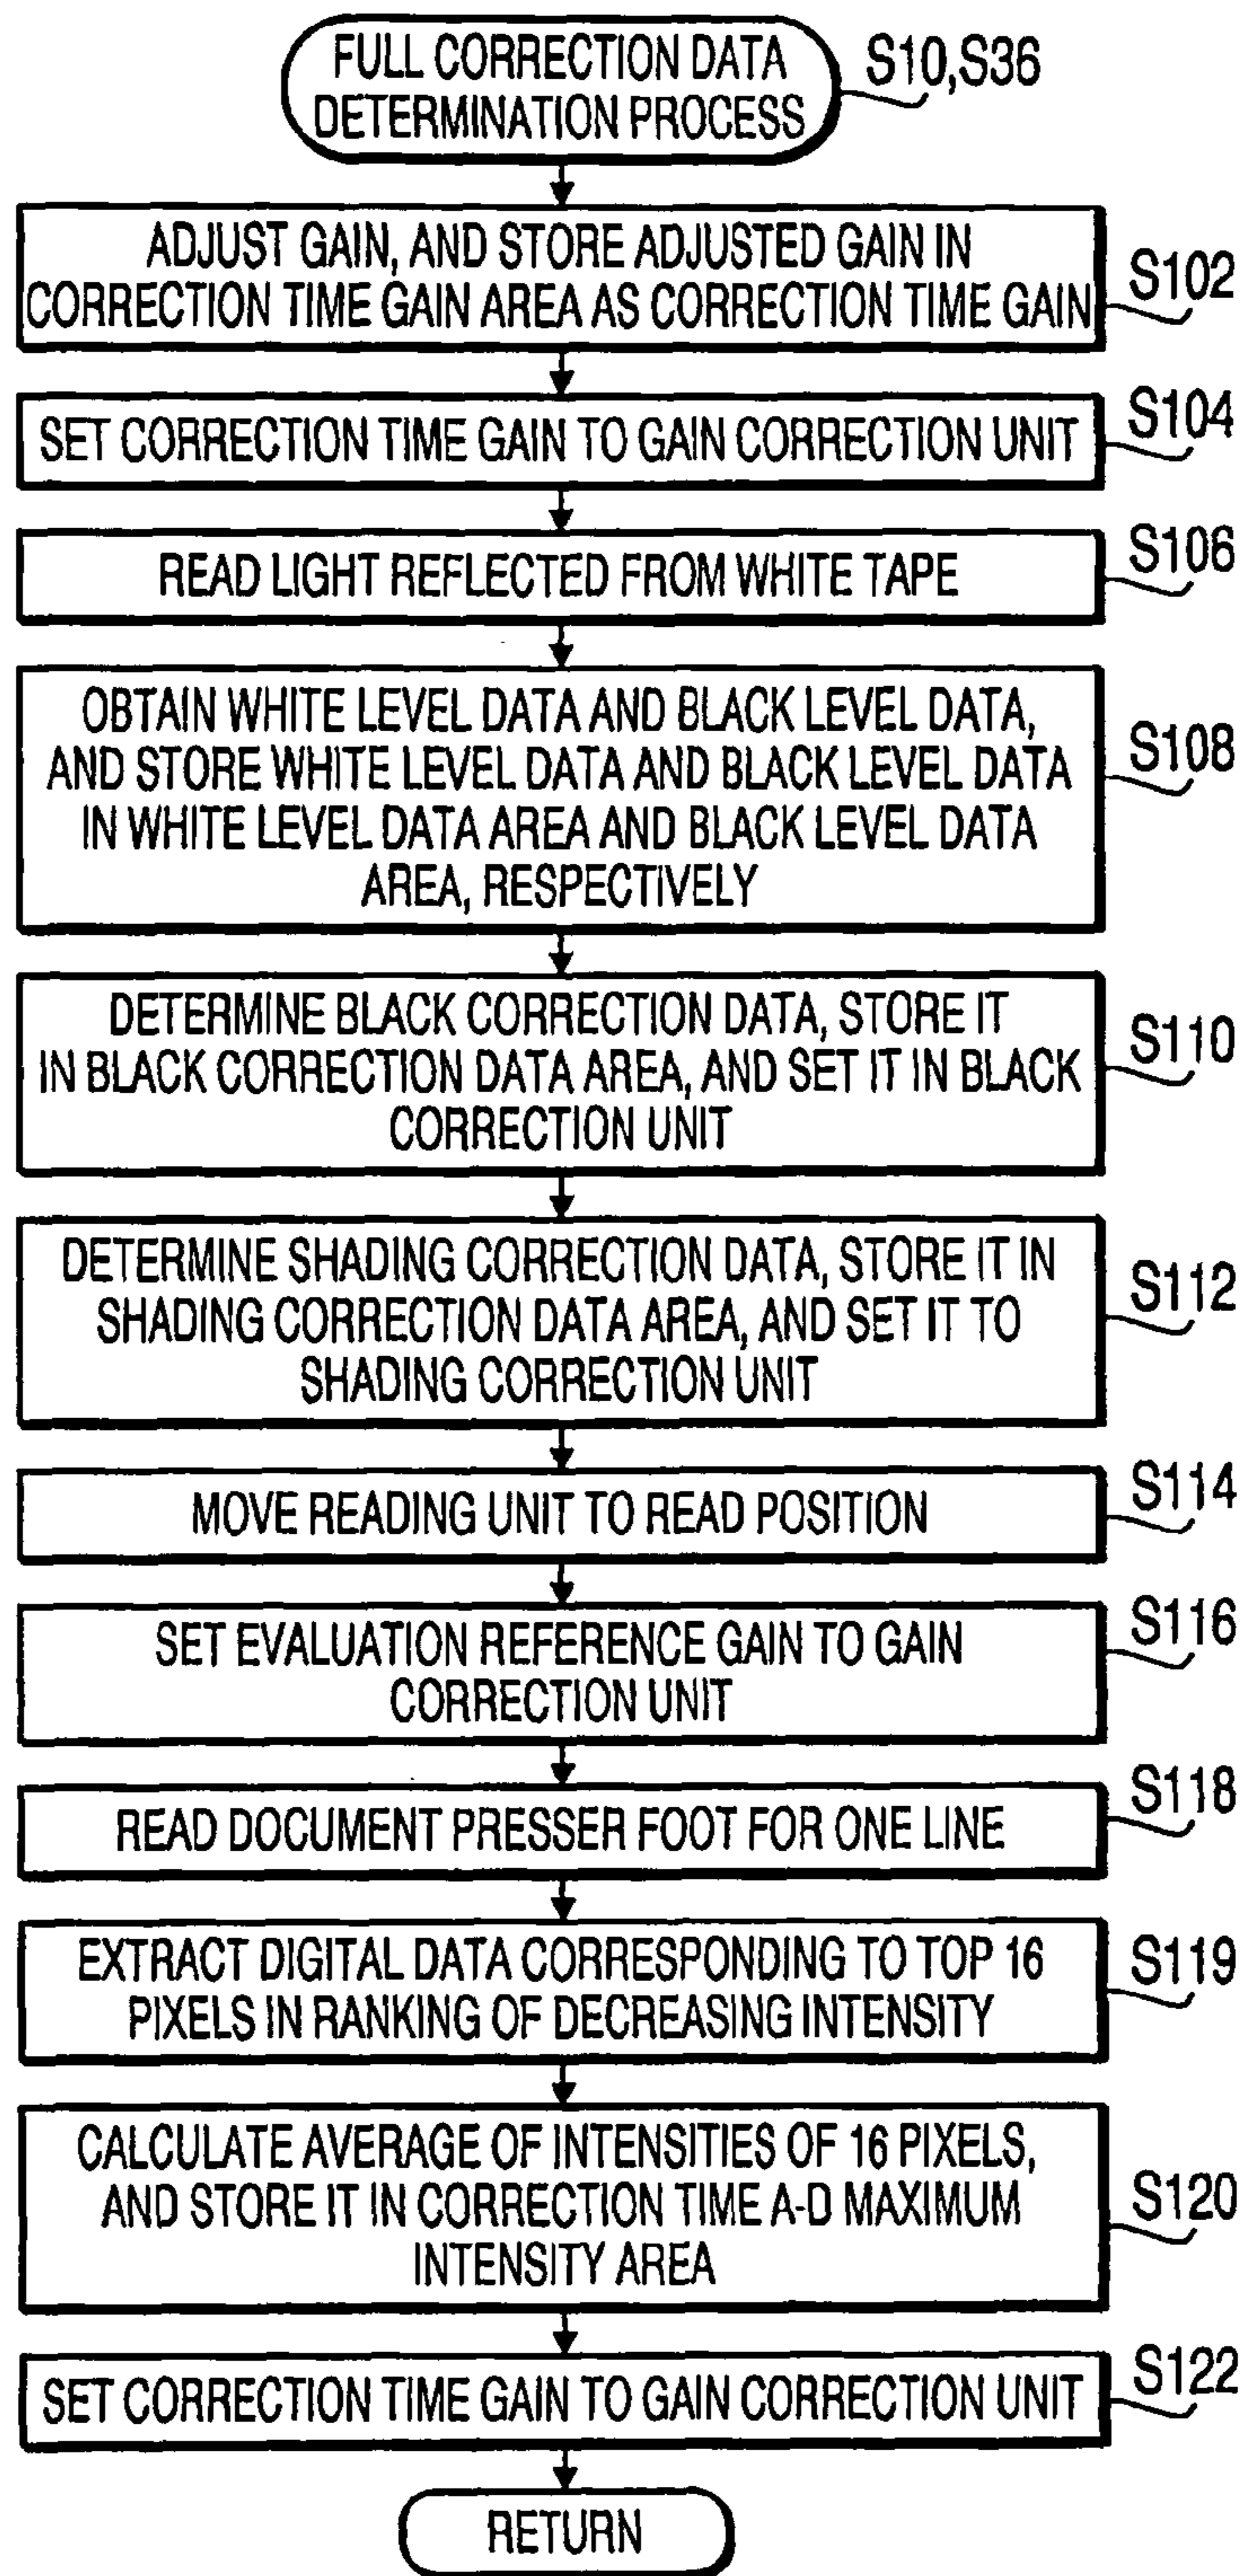 FULL CORRECTION DATA
DETERMINATION PROCESS
S10,S36
ADJUST GAIN, AND STORE ADJUSTED GAIN IN
CORRECTION TIME GAIN AREA AS CORRECTION TIME GAIN
S102
SET CORRECTION TIME GAIN TO GAIN CORRECTION UNIT
S104
READ LIGHT REFLECTED FROM WHITE TAPE
S106
OBTAIN WHITE LEVEL DATA AND BLACK LEVEL DATA,
AND STORE WHITE LEVEL DATA AND BLACK LEVEL DATA
IN WHITE LEVEL DATA AREA AND BLACK LEVEL DATA
AREA, RESPECTIVELY
S108
DETERMINE BLACK CORRECTION DATA, STORE IT
IN BLACK CORRECTION DATA AREA, AND SET IT IN BLACK
CORRECTION UNIT
S110
DETERMINE SHADING CORRECTION DATA, STORE IT IN
SHADING CORRECTION DATA AREA, AND SET IT TO
SHADING CORRECTION UNIT
S112
MOVE READING UNIT TO READ POSITION
S114
SET EVALUATION REFERENCE GAIN TO GAIN
CORRECTION UNIT
S116
READ DOCUMENT PRESSER FOOT FOR ONE LINE
S118
EXTRACT DIGITAL DATA CORRESPONDING TO TOP 16
PIXELS IN RANKING OF DECREASING INTENSITY
S119
CALCULATE AVERAGE OF INTENSITIES OF 16 PIXELS,
AND STORE IT IN CORRECTION TIME A-D MAXIMUM
INTENSITY AREA
S120
SET CORRECTION TIME GAIN TO GAIN CORRECTION UNIT
S122
RETURN